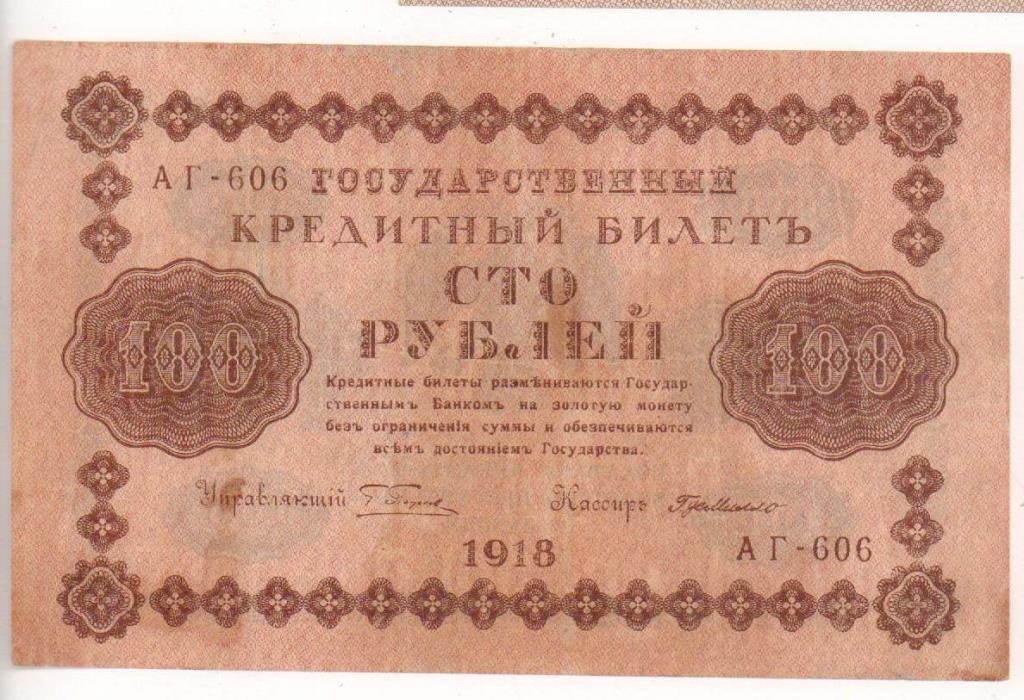 АГ-606 ГОСУДАРСТВЕННЫЙ
КРЕДИТНЫЙ БИЛЕТЪ
СТО
РУБЛЕЙ
100
100
Кредитные билеты размѣниваются Государ-
ственнымъ Банкомъ на золотую монету
безъ ограниченія суммы и обезпечиваются
всѣмъ достояніемъ Государства.
Управляющій
Кассиръ
1918
АГ-606